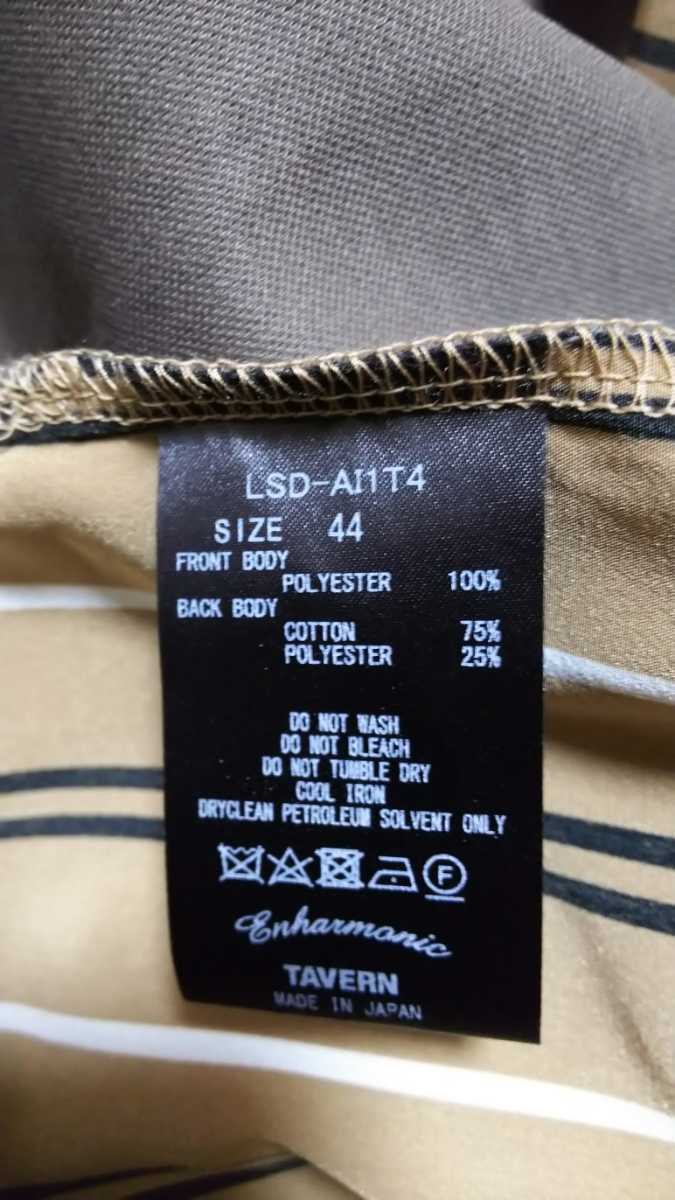 LSD-AI1T4
SIZE 44
FRONT BODY
POLYESTER 100%
BACK BODY
COTTON 75%
POLYESTER 25%
DO NOT WASH
DO NOT BLEACH
DO NOT TUMBLE DRY
COOL IRON
DRYCLEAN PETROLEUM SOLVENT ONLY
F
Enharmonic
TAVERN
MADE IN JAPAN